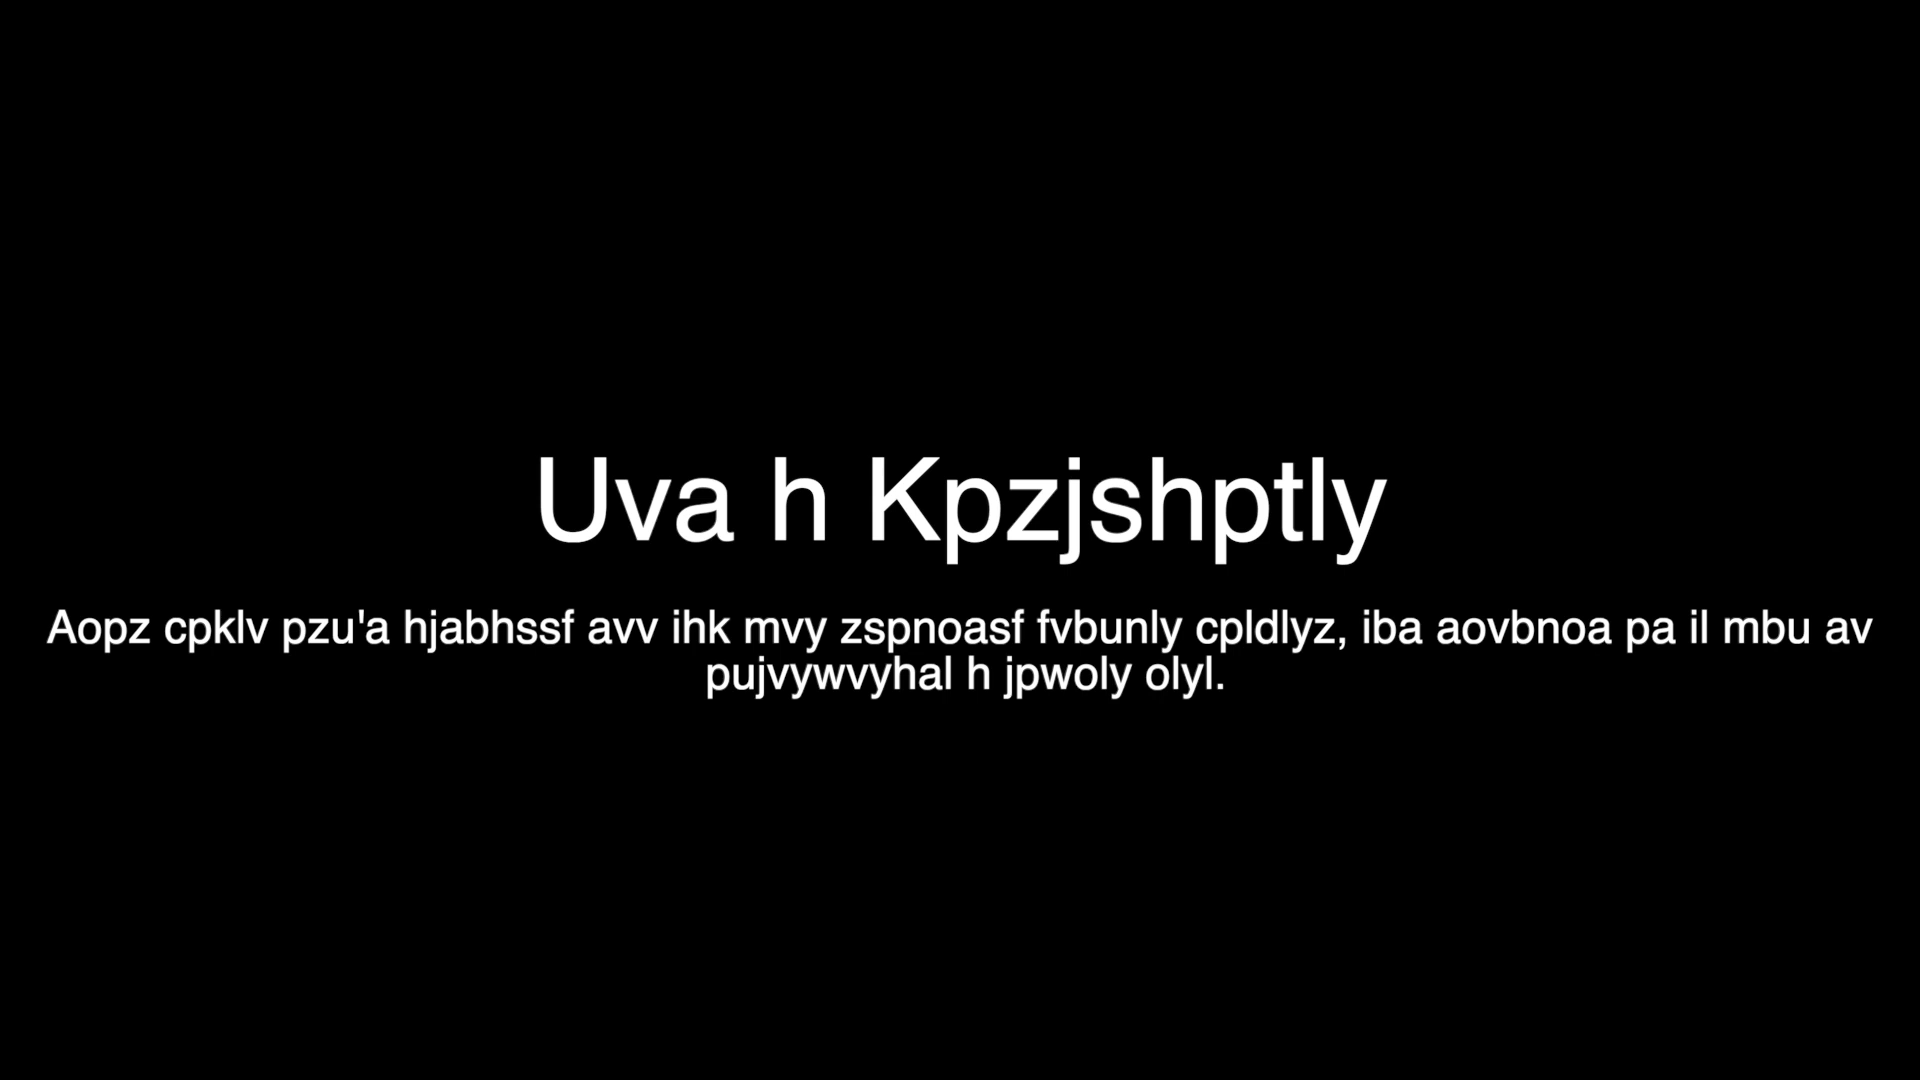 Uva h Kpzjshptly
Aopz cpklv pzu'a hjabhssf avv ihk mvy zspnoasf fvbunly cpldlyz, iba aovbnoa pa il mbu av
pujvywvyhal h jpwoly olyl.